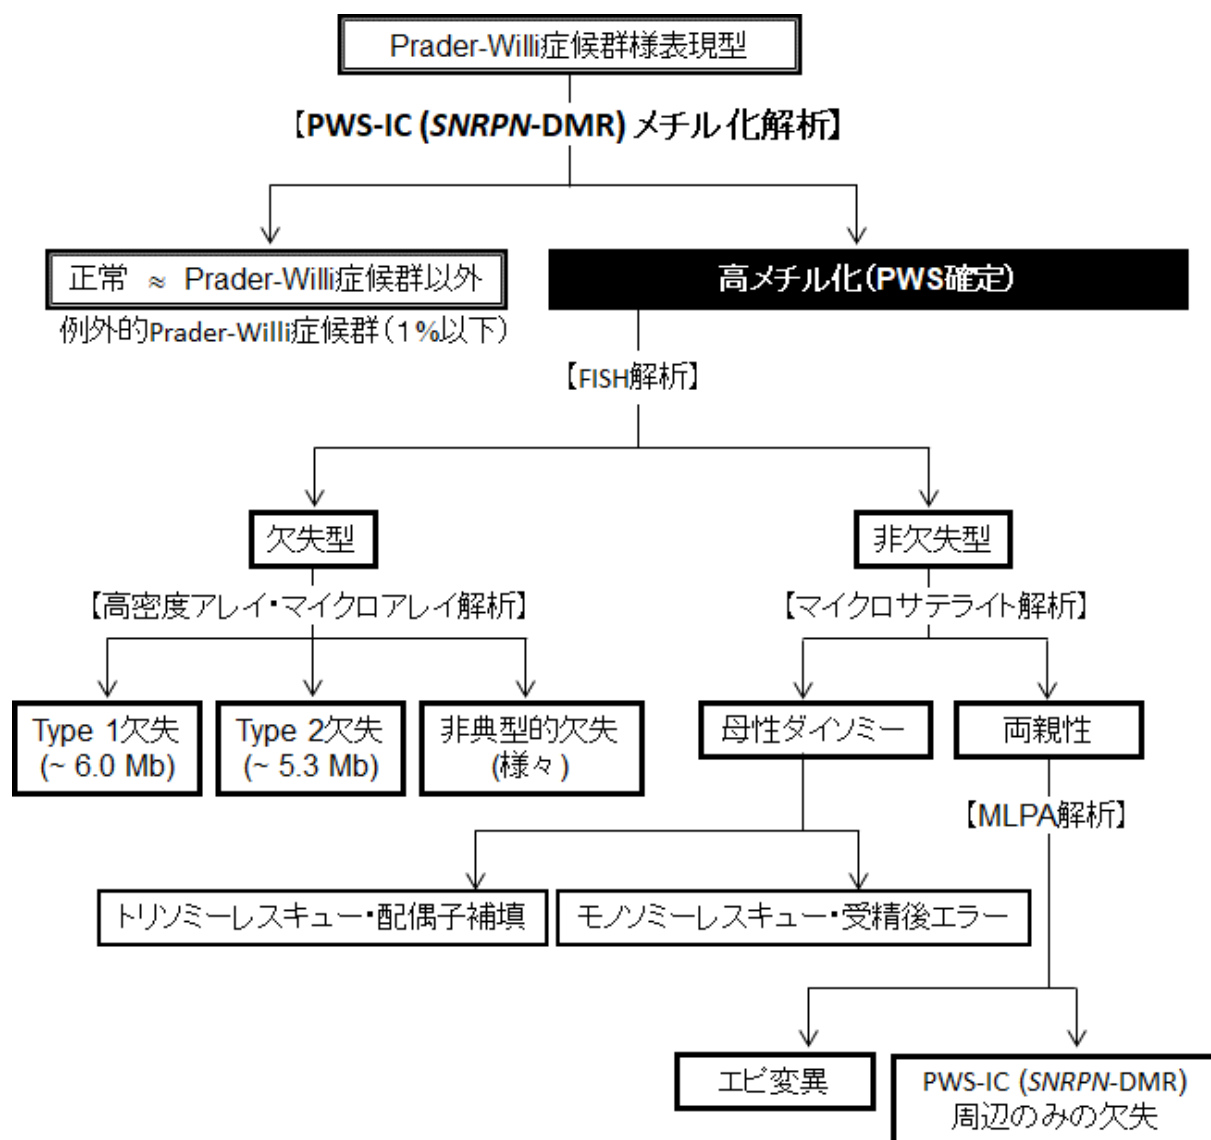 Prader-Willi症候群様表現型
【PWS-IC (SNRPN-DMR) メチル化解析】
正常 ≈ Prader-Willi症候群以外
高メチル化(PWS確定)
例外的Prader-Willi症候群(1%以下)
【FISH解析】
欠失型
非欠失型
【高密度アレイ・マイクロアレイ解析】
【マイクロサテライト解析】
Type 1欠失
(~ 6.0 Mb)
Type 2欠失
(~ 5.3 Mb)
非典型的欠失
(様々)
母性ダイソミー
両親性
【MLPA解析】
トリソミーレスキュー・配偶子補填
モノソミーレスキュー・受精後エラー
エピ変異
PWS-IC (SNRPN-DMR)
周辺のみの欠失